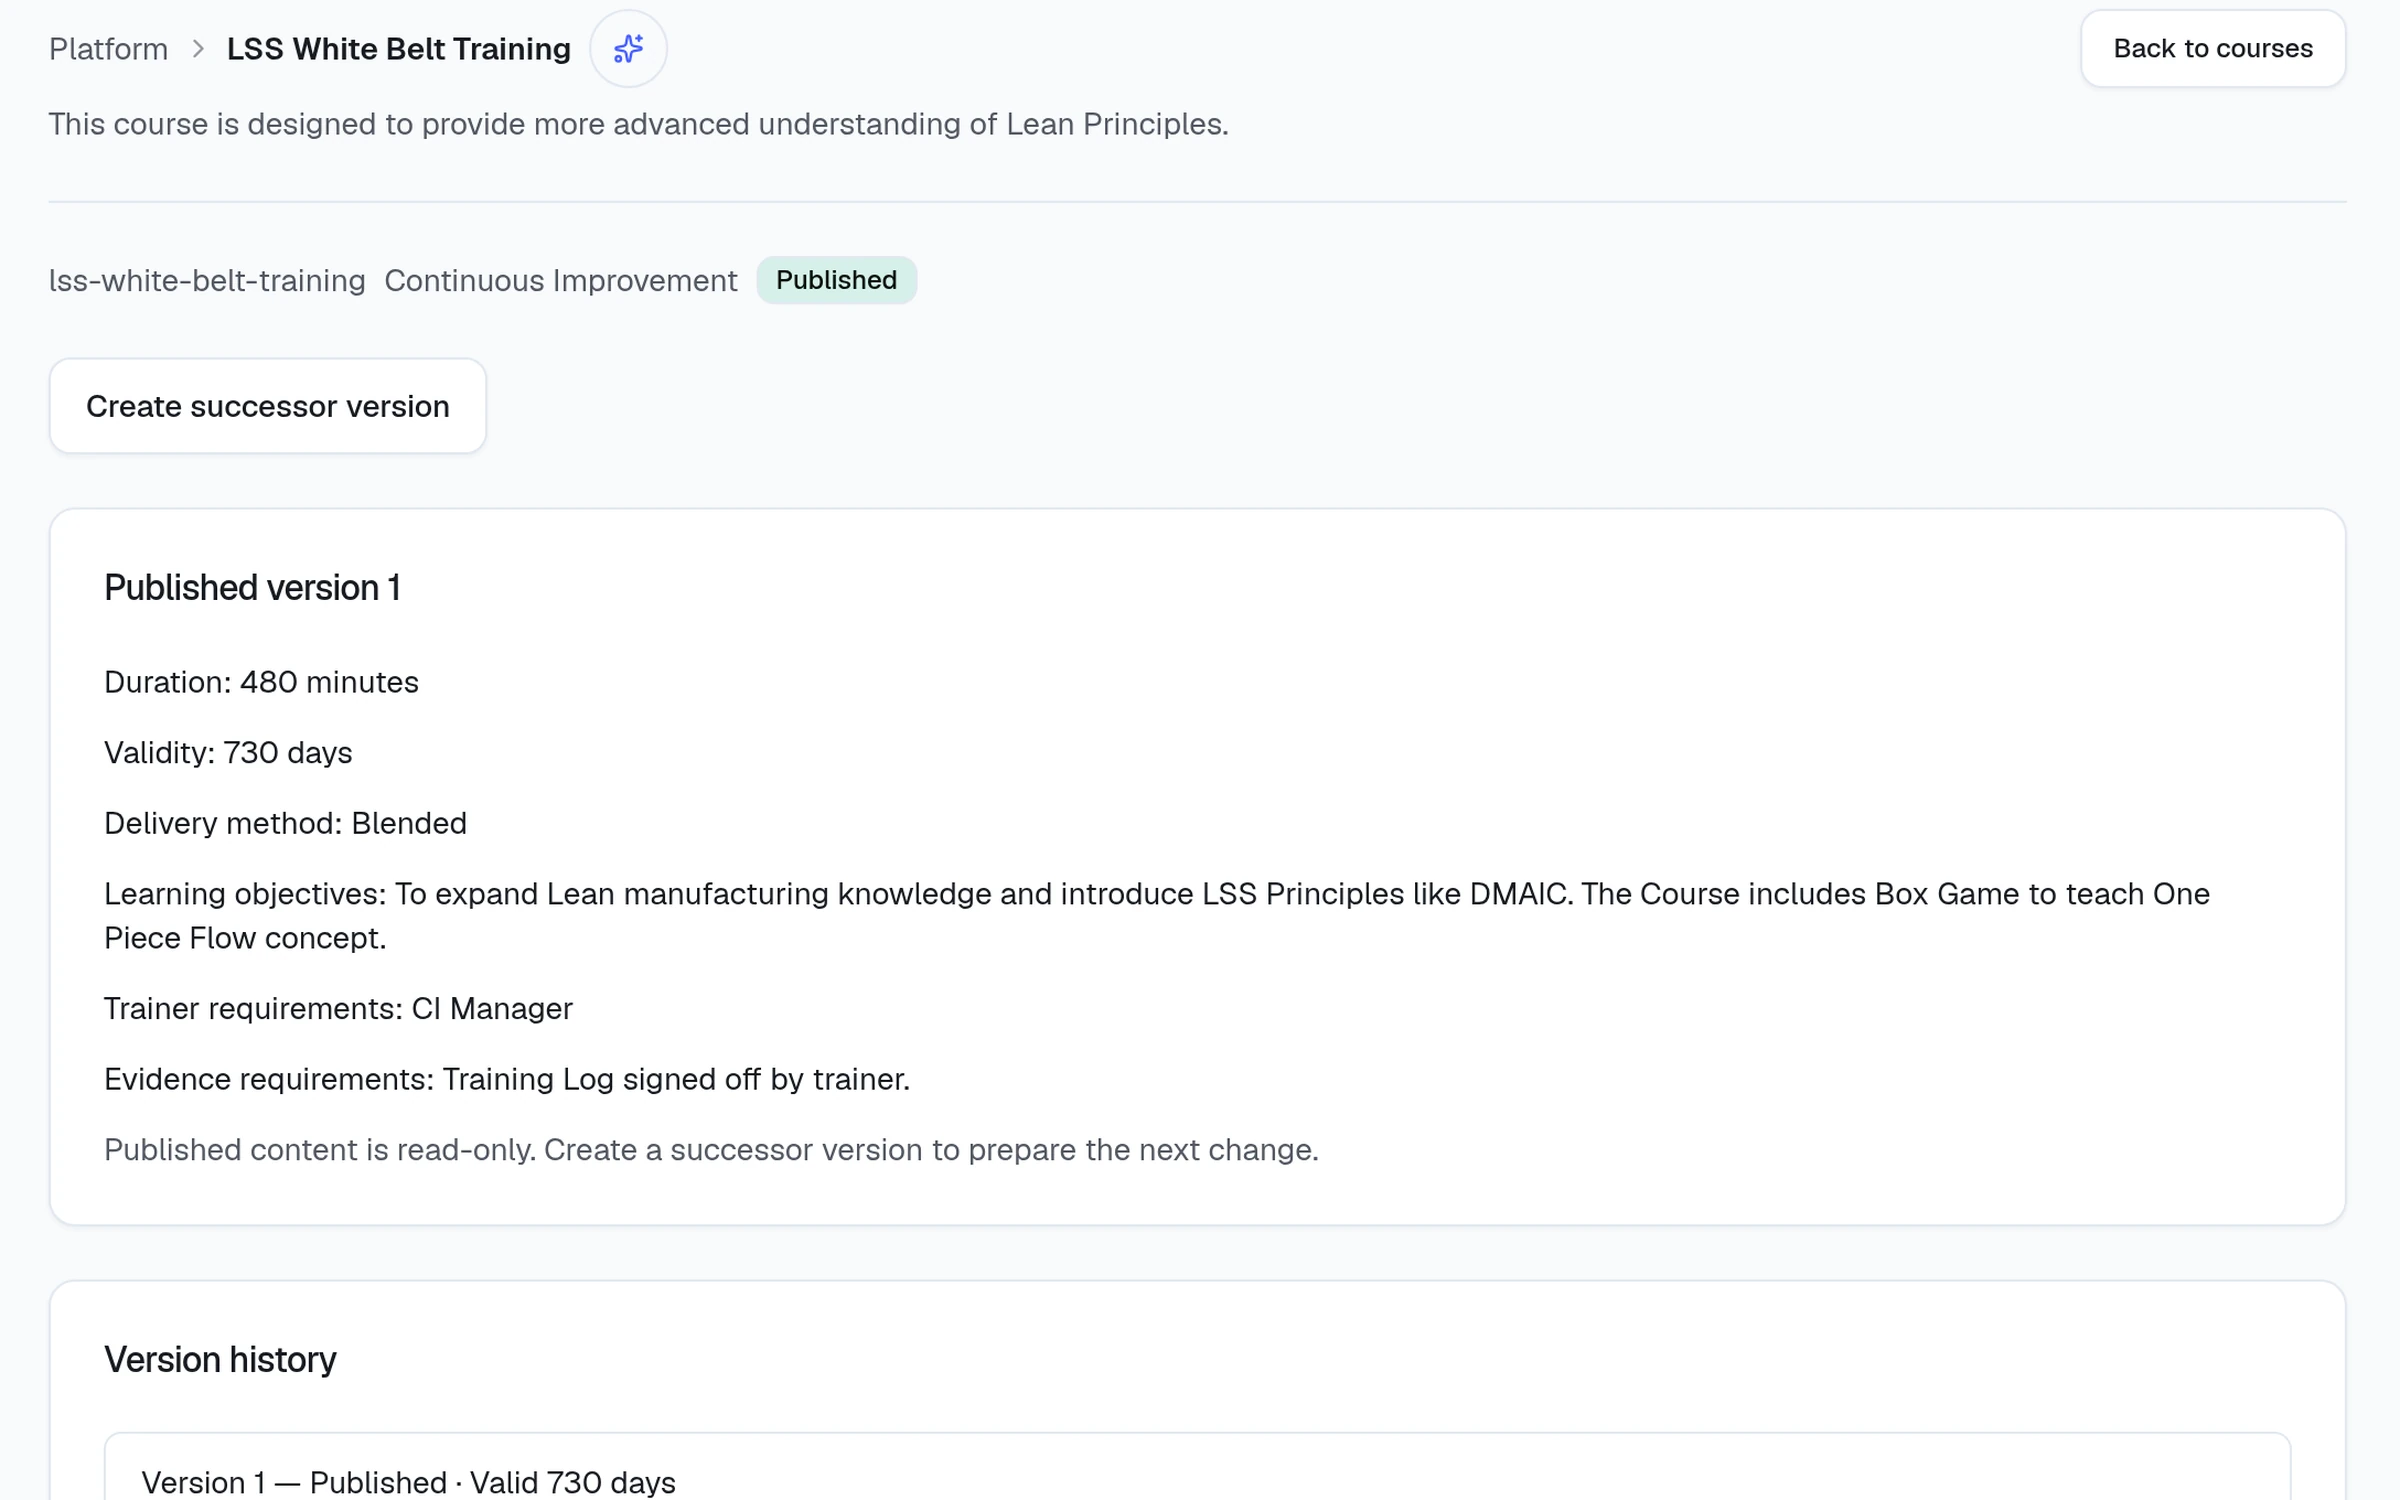 Platform > LSS White Belt Training
Back to courses
This course is designed to provide more advanced understanding of Lean Principles.
lss-white-belt-training Continuous Improvement Published
Create successor version
Published version 1
Duration: 480 minutes
Validity: 730 days
Delivery method: Blended
Learning objectives: To expand Lean manufacturing knowledge and introduce LSS Principles like DMAIC. The Course includes Box Game to teach One
Piece Flow concept.
Trainer requirements: CI Manager
Evidence requirements: Training Log signed off by trainer.
Published content is read-only. Create a successor version to prepare the next change.
Version history
Version 1 — Published · Valid 730 days